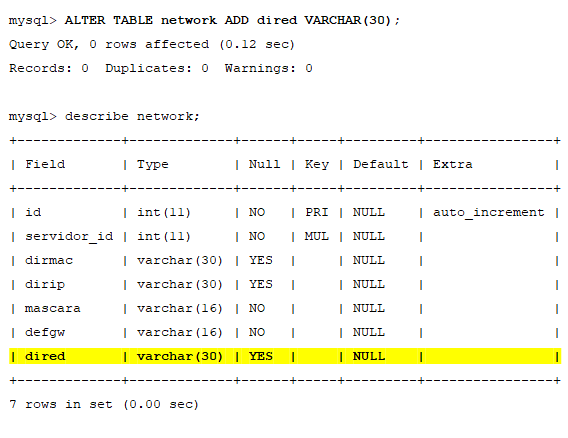 mysql> ALTER TABLE network ADD dired VARCHAR(30);
Query OK, 0 rows affected (0.12 sec)
Records: 0  Duplicates: 0  Warnings: 0

mysql> describe network;
+-------------+-------------+------+-----+---------+----------------+
| Field       | Type        | Null | Key | Default | Extra          |
+-------------+-------------+------+-----+---------+----------------+
| id          | int(11)     | NO   | PRI | NULL    | auto_increment |
| servidor_id | int(11)     | NO   | MUL | NULL    |                |
| dirmac      | varchar(30) | YES  |     | NULL    |                |
| dirip       | varchar(30) | YES  |     | NULL    |                |
| mascara     | varchar(16) | NO   |     | NULL    |                |
| defgw       | varchar(16) | NO   |     | NULL    |                |
| dired       | varchar(30) | YES  |     | NULL    |                |
+-------------+-------------+------+-----+---------+----------------+
7 rows in set (0.00 sec)